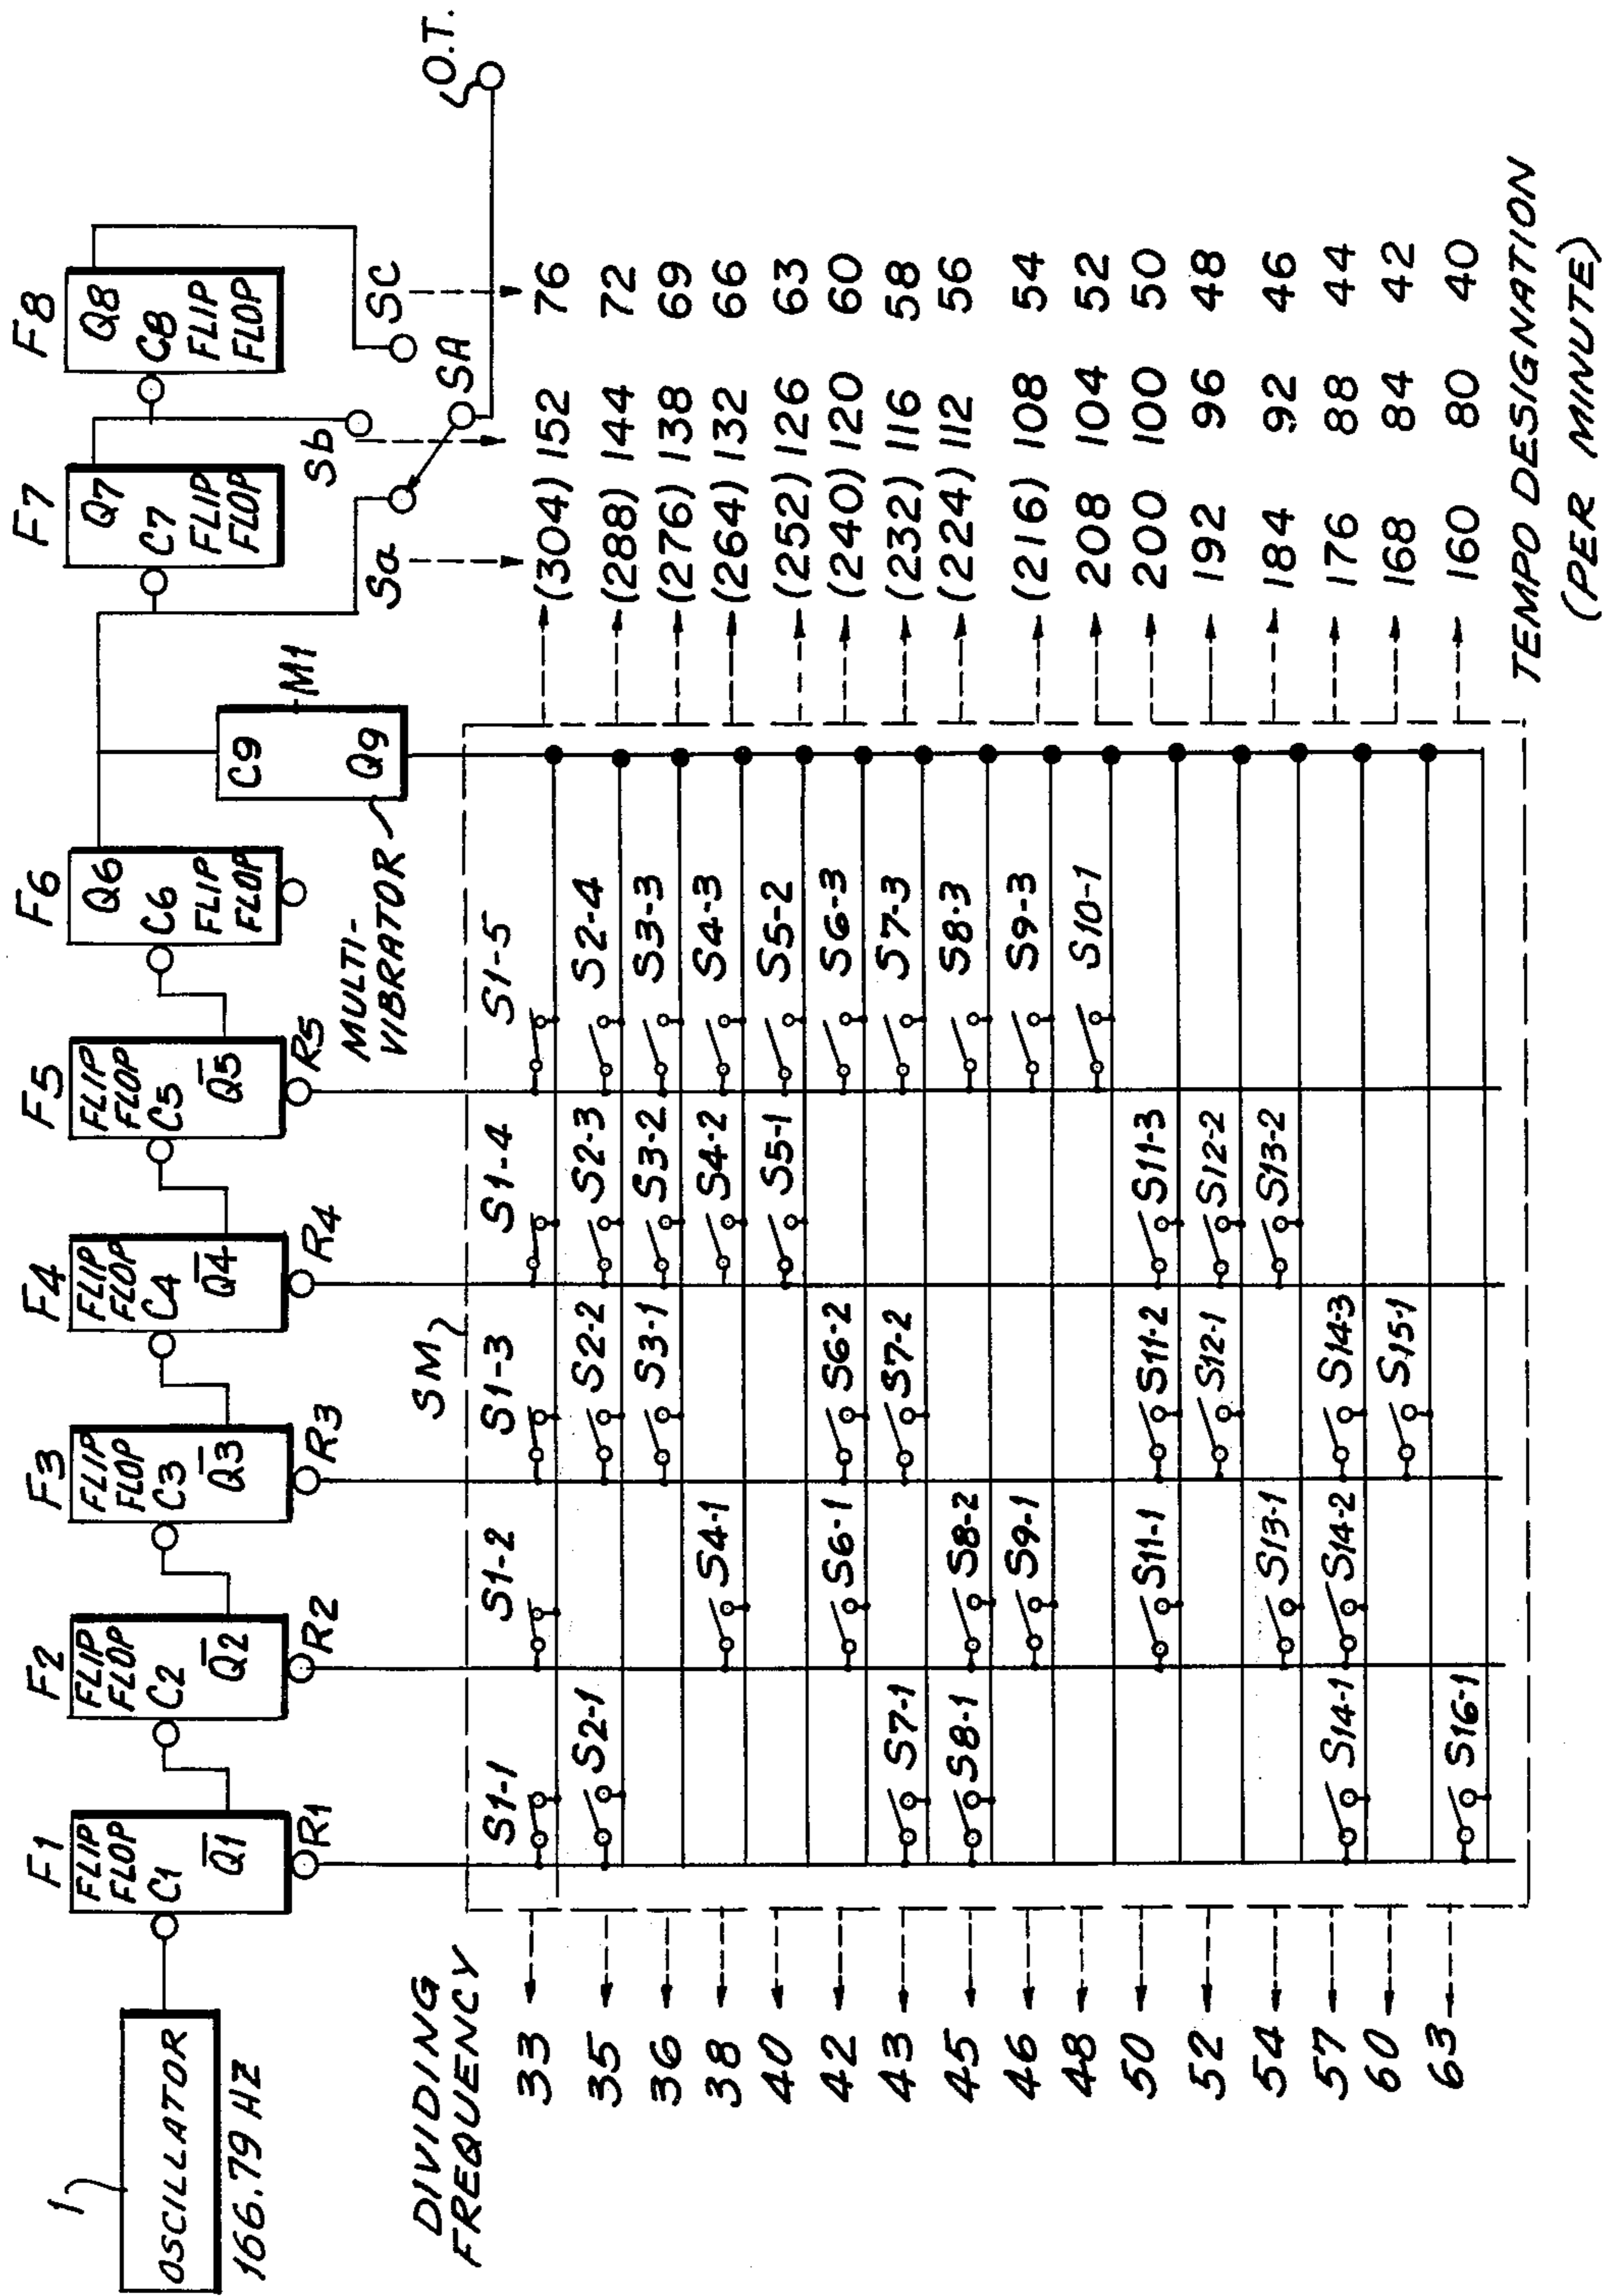 1
OSCILLATOR
166.79 HZ
F1
FLIP
FLOP
C1
Q̅1
R1
F2
FLIP
FLOP
C2
Q̅2
R2
F3
FLIP
FLOP
C3
Q̅3
R3
F4
FLIP
FLOP
C4
Q̅4
R4
F5
FLIP
FLOP
C5
Q̅5
R5
F6
Q6
C6
FLIP
FLOP
F7
Q7
C7
FLIP
FLOP
F8
Q8
C8
FLIP
FLOP
MULTI-
VIBRATOR
C9
Q9
M1
Sa
Sb
SC
SA
O.T.
SM
DIVIDING
FREQUENCY
S1-1 S1-2 S1-3 S1-4 S1-5
33 (304) 152 76
S2-1 S2-2 S2-3 S2-4
35 (288) 144 72
S3-1 S3-2 S3-3
36 (276) 138 69
S4-1 S4-2 S4-3
38 (264) 132 66
S5-1 S5-2
40 (252) 126 63
S6-1 S6-2 S6-3
42 (240) 120 60
S7-1 S7-2 S7-3
43 (232) 116 58
S8-1 S8-2 S8-3
45 (224) 112 56
S9-1 S9-3
46 (216) 108 54
S10-1
48 208 104 52
S11-1 S11-2 S11-3
50 200 100 50
S12-1 S12-2
52 192 96 48
S13-1 S13-2
54 184 92 46
S14-1 S14-2 S14-3
57 176 88 44
S15-1
60 168 84 42
S16-1
63 160 80 40
TEMPO DESIGNATION
(PER MINUTE)